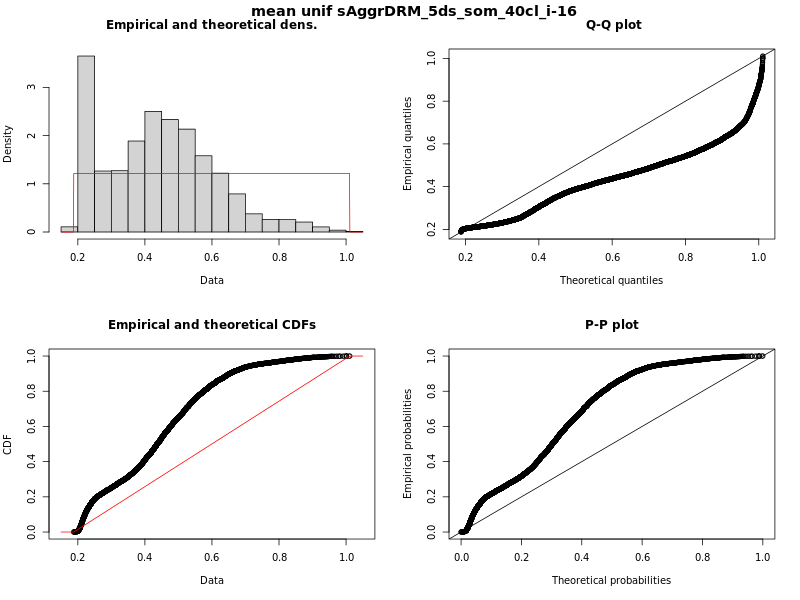 mean unif sAggrDRM_5ds_som_40cl_i-16
Empirical and theoretical dens.
Density
0 1 2 3
0.2 0.4 0.6 0.8 1.0
Data
Q-Q plot
Empirical quantiles
0.2 0.4 0.6 0.8 1.0
0.2 0.4 0.6 0.8 1.0
Theoretical quantiles
Empirical and theoretical CDFs
CDF
0.0 0.2 0.4 0.6 0.8 1.0
0.2 0.4 0.6 0.8 1.0
Data
P-P plot
Empirical probabilities
0.0 0.2 0.4 0.6 0.8 1.0
0.0 0.2 0.4 0.6 0.8 1.0
Theoretical probabilities